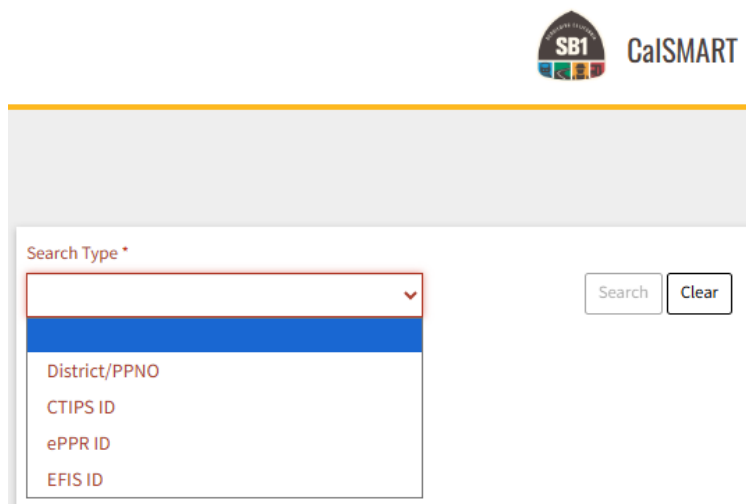 SB1
CalSMART
Search Type *
Search
Clear
District/PPNO
CTIPS ID
ePPR ID
EFIS ID